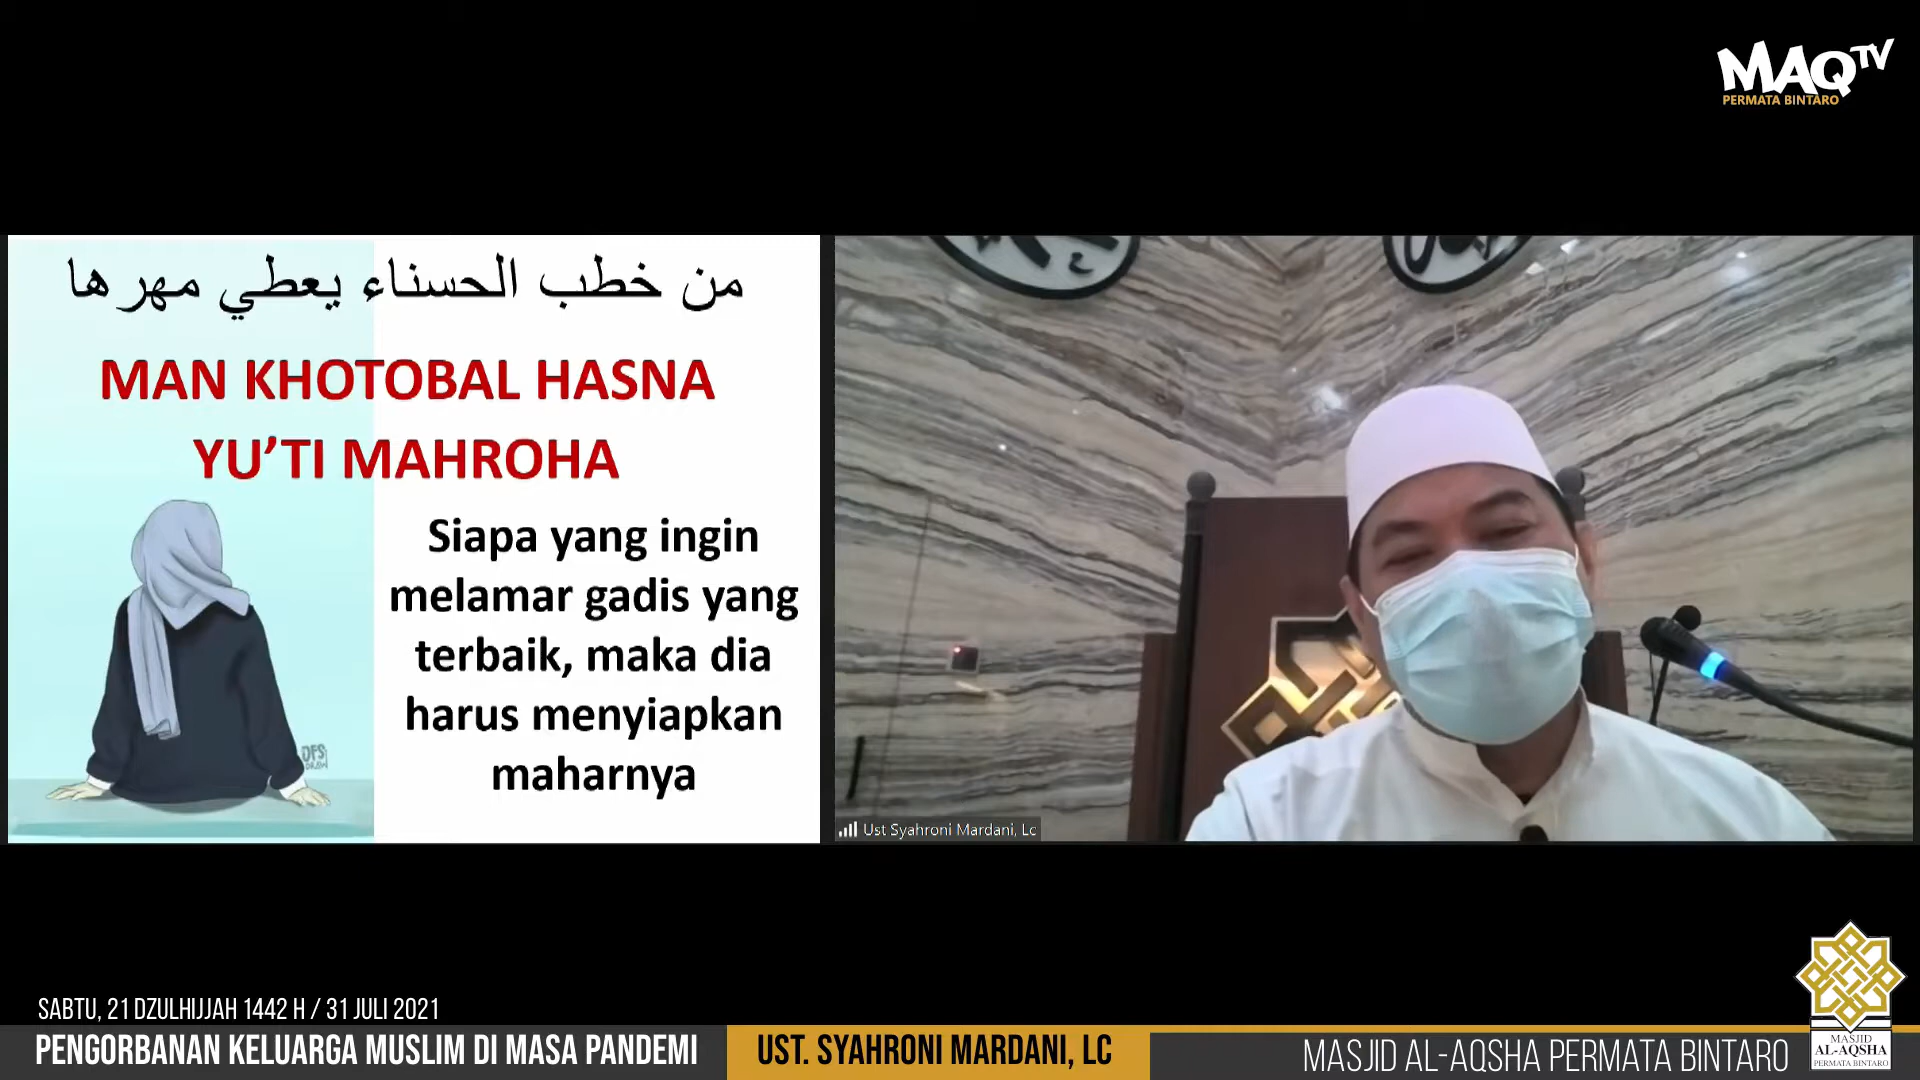 MAQTV
PERMATA BINTARO
من خطب الحسناء يعطي مهرها
MAN KHOTOBAL HASNA
YU'TI MAHROHA
Siapa yang ingin
melamar gadis yang
terbaik, maka dia
harus menyiapkan
maharnya
DFS
DRAW
Ust Syahroni Mardani, Lc
SABTU, 21 DZULHIJJAH 1442 H / 31 JULI 2021
PENGORBANAN KELUARGA MUSLIM DI MASA PANDEMI
UST. SYAHRONI MARDANI, LC
MASJID AL-AQSHA PERMATA BINTARO
MASJID
AL-AQSHA
PERMATA BINTARO